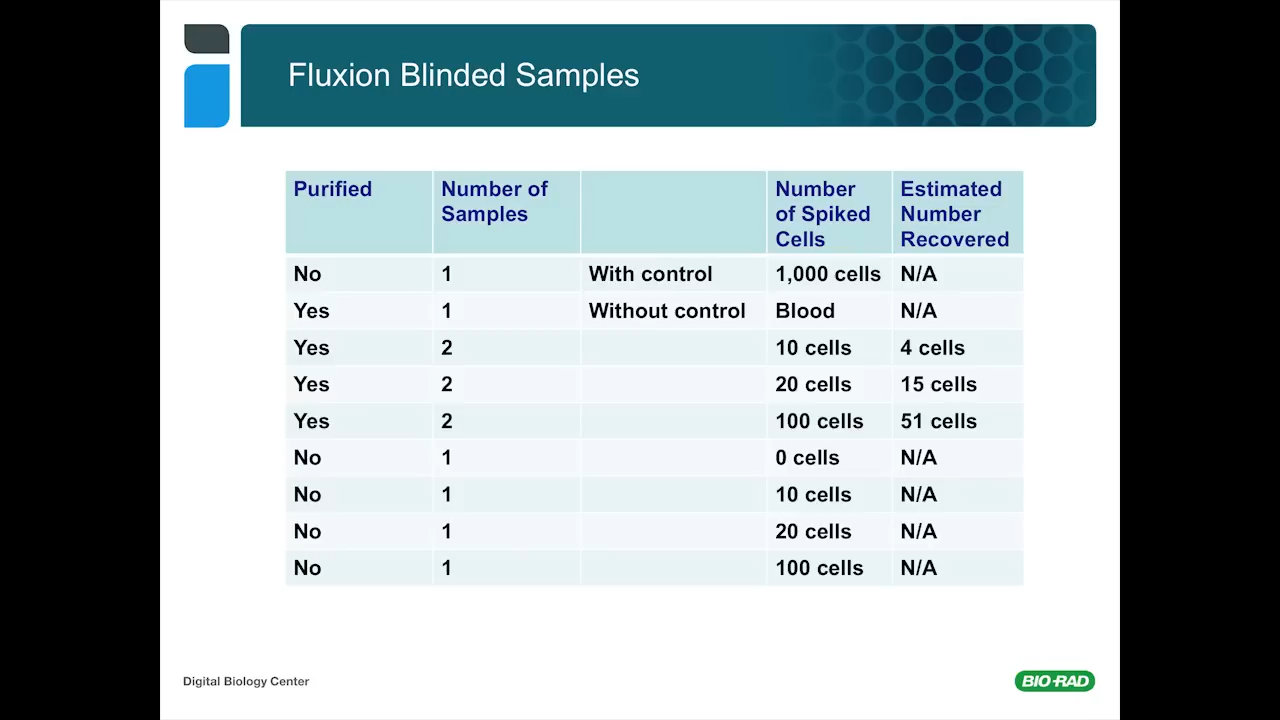 Fluxion Blinded Samples
Purified Number of Samples Number of Spiked Cells Estimated Number Recovered
No 1 With control 1,000 cells N/A
Yes 1 Without control Blood N/A
Yes 2 10 cells 4 cells
Yes 2 20 cells 15 cells
Yes 2 100 cells 51 cells
No 1 0 cells N/A
No 1 10 cells N/A
No 1 20 cells N/A
No 1 100 cells N/A
Digital Biology Center
BIO-RAD